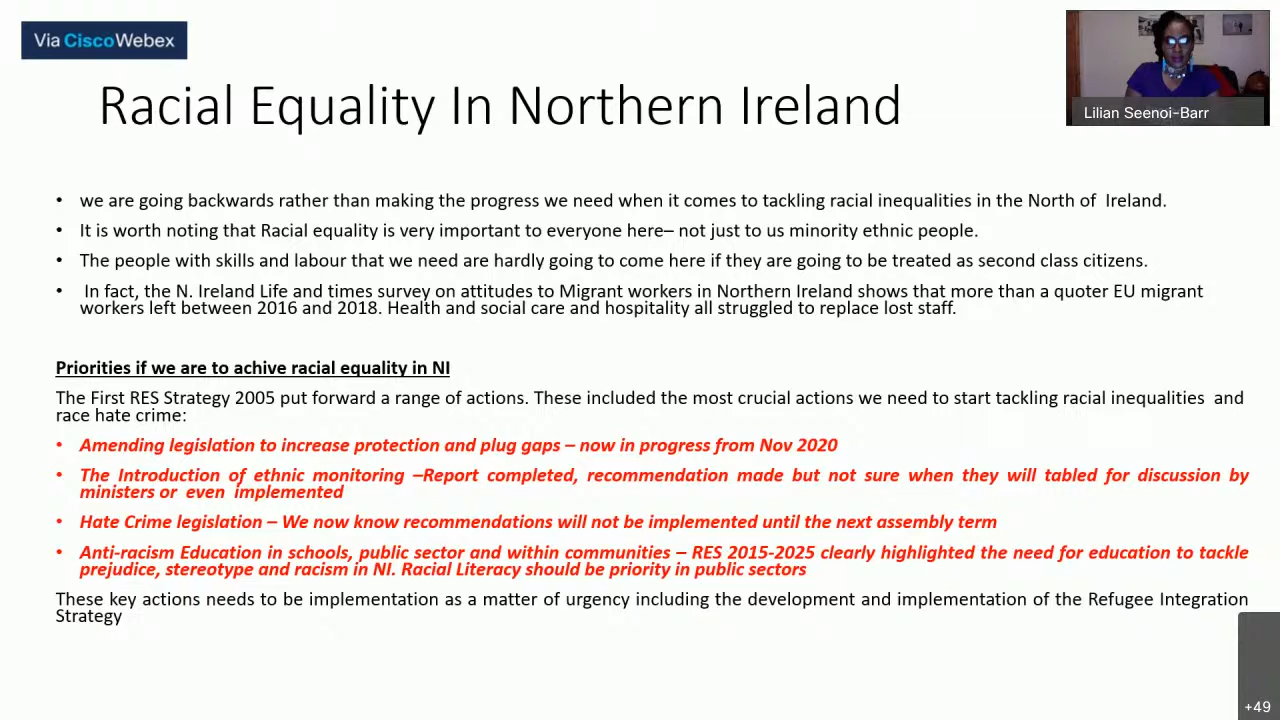 Via CiscoWebex
Racial Equality In Northern Ireland
Lilian Seenoi-Barr
• we are going backwards rather than making the progress we need when it comes to tackling racial inequalities in the North of Ireland.
• It is worth noting that Racial equality is very important to everyone here– not just to us minority ethnic people.
• The people with skills and labour that we need are hardly going to come here if they are going to be treated as second class citizens.
• In fact, the N. Ireland Life and times survey on attitudes to Migrant workers in Northern Ireland shows that more than a quoter EU migrant
workers left between 2016 and 2018. Health and social care and hospitality all struggled to replace lost staff.
Priorities if we are to achive racial equality in NI
The First RES Strategy 2005 put forward a range of actions. These included the most crucial actions we need to start tackling racial inequalities and
race hate crime:
• Amending legislation to increase protection and plug gaps – now in progress from Nov 2020
• The Introduction of ethnic monitoring –Report completed, recommendation made but not sure when they will tabled for discussion by
ministers or even implemented
• Hate Crime legislation – We now know recommendations will not be implemented until the next assembly term
• Anti-racism Education in schools, public sector and within communities – RES 2015-2025 clearly highlighted the need for education to tackle
prejudice, stereotype and racism in NI. Racial Literacy should be priority in public sectors
These key actions needs to be implementation as a matter of urgency including the development and implementation of the Refugee Integration
Strategy
+49